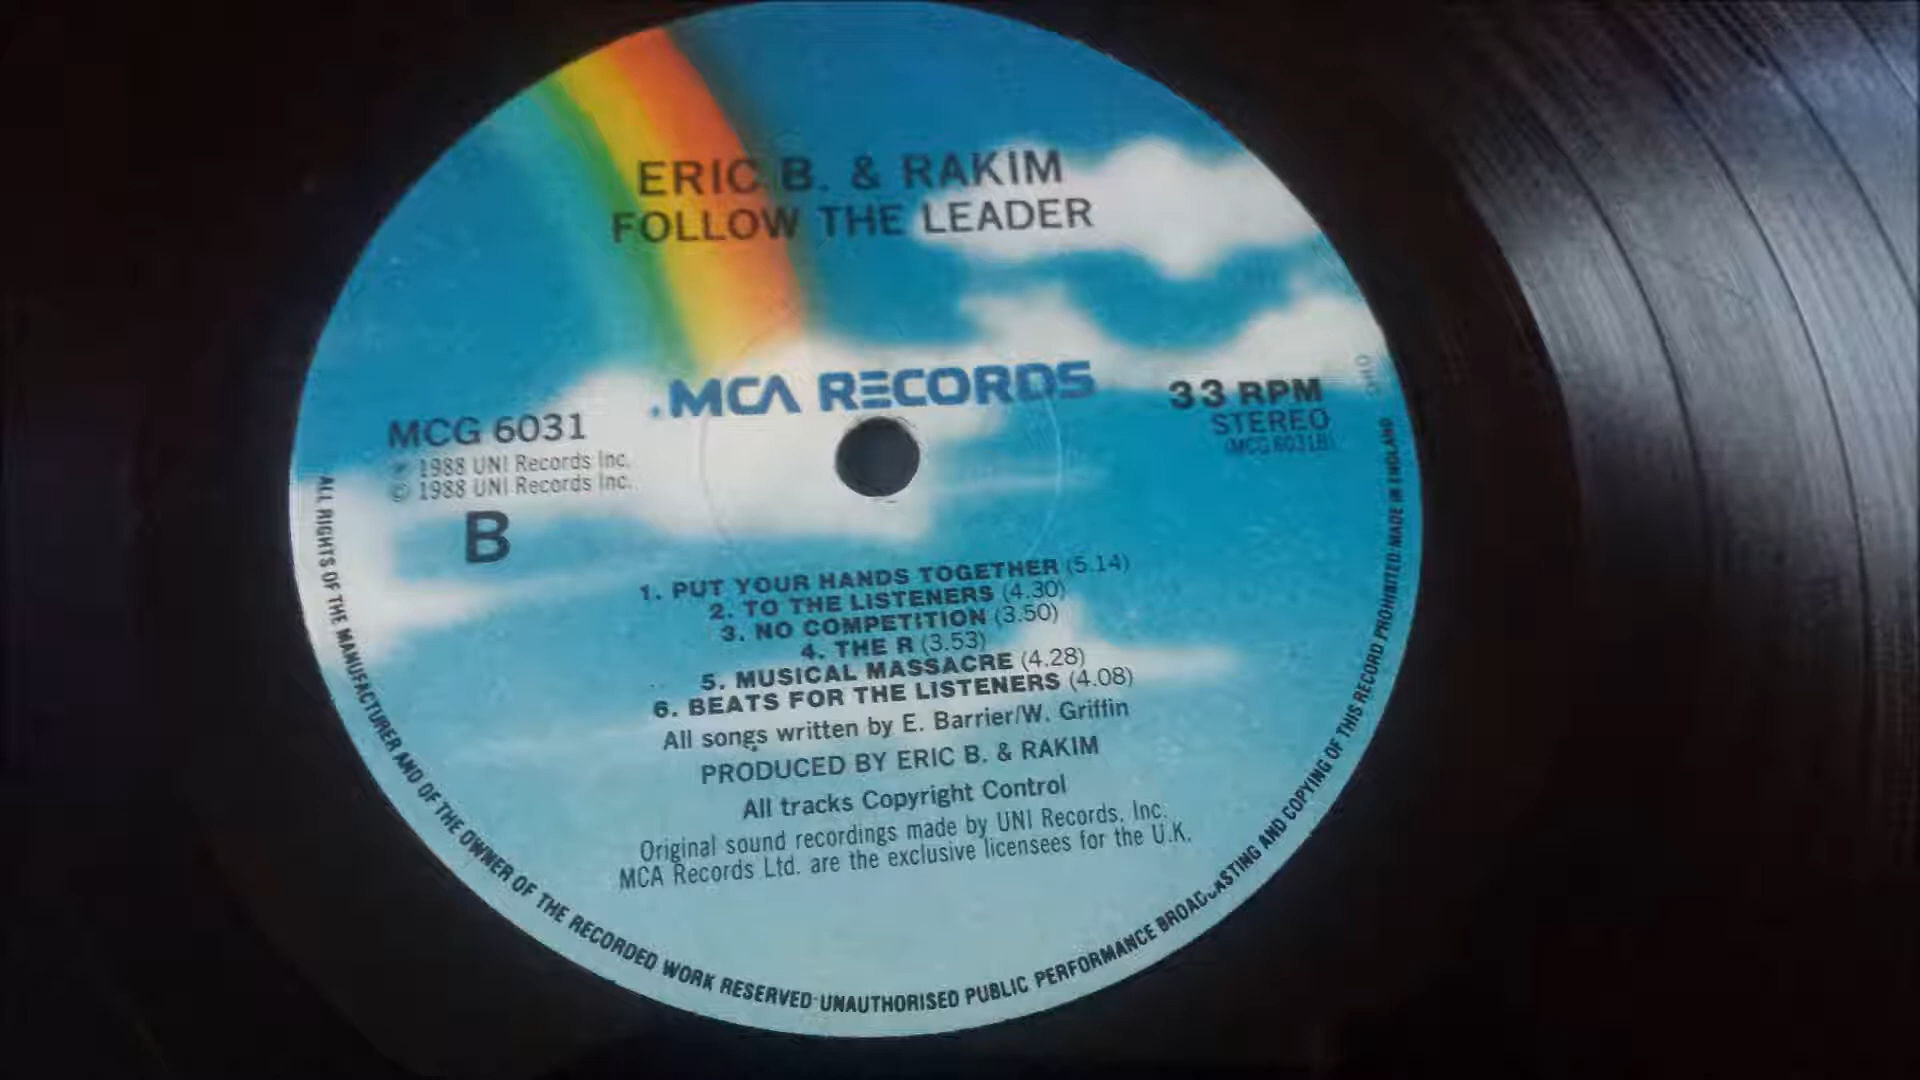 ERIC B. & RAKIM
FOLLOW THE LEADER
MCA RECORDS
MCG 6031
℗ 1988 UNI Records Inc.
© 1988 UNI Records Inc.
B
33 RPM
STEREO
(MCG 6031B)
1. PUT YOUR HANDS TOGETHER (5.14)
2. TO THE LISTENERS (4.30)
3. NO COMPETITION (3.50)
4. THE R (3.53)
5. MUSICAL MASSACRE (4.28)
6. BEATS FOR THE LISTENERS (4.08)
All songs written by E. Barrier/W. Griffin
PRODUCED BY ERIC B. & RAKIM
All tracks Copyright Control
Original sound recordings made by UNI Records, Inc.
MCA Records Ltd. are the exclusive licensees for the U.K.
ALL RIGHTS OF THE MANUFACTURER AND OF THE OWNER OF THE RECORDED WORK RESERVED·UNAUTHORISED PUBLIC PERFORMANCE BROADCASTING AND COPYING OF THIS RECORD PROHIBITED·MADE IN ENGLAND